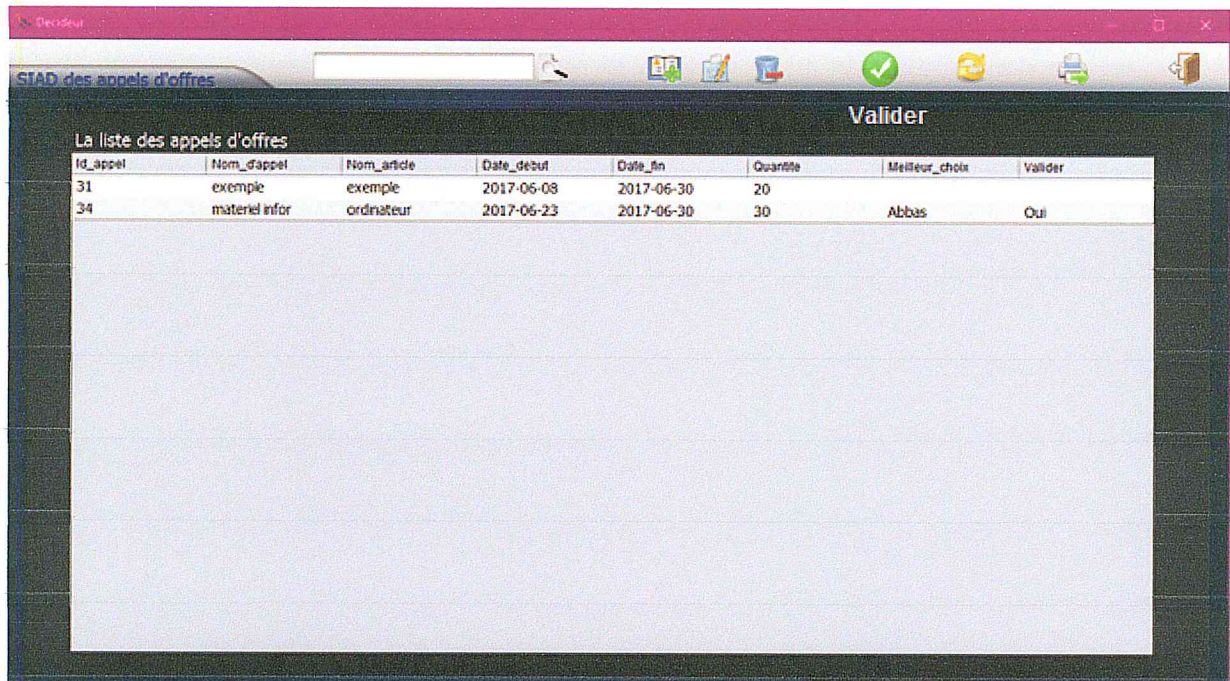 Decideur
SIAD des appels d'offres
Valider
La liste des appels d'offres
Id_appel Nom_d'appel Nom_article Date_debut Date_fin Quantite Meilleur_choix Valider
31 exemple exemple 2017-06-08 2017-06-30 20
34 materiel infor ordinateur 2017-06-23 2017-06-30 30 Abbas Oui